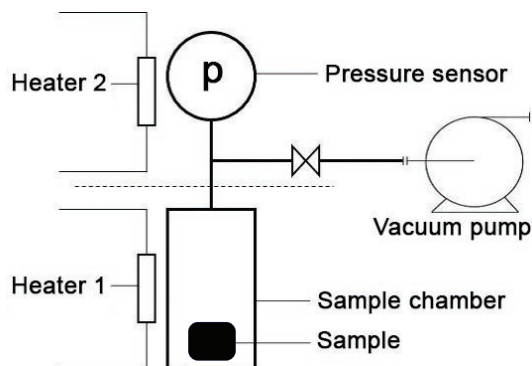 p
Heater 2
Pressure sensor
Vacuum pump
Heater 1
Sample chamber
Sample